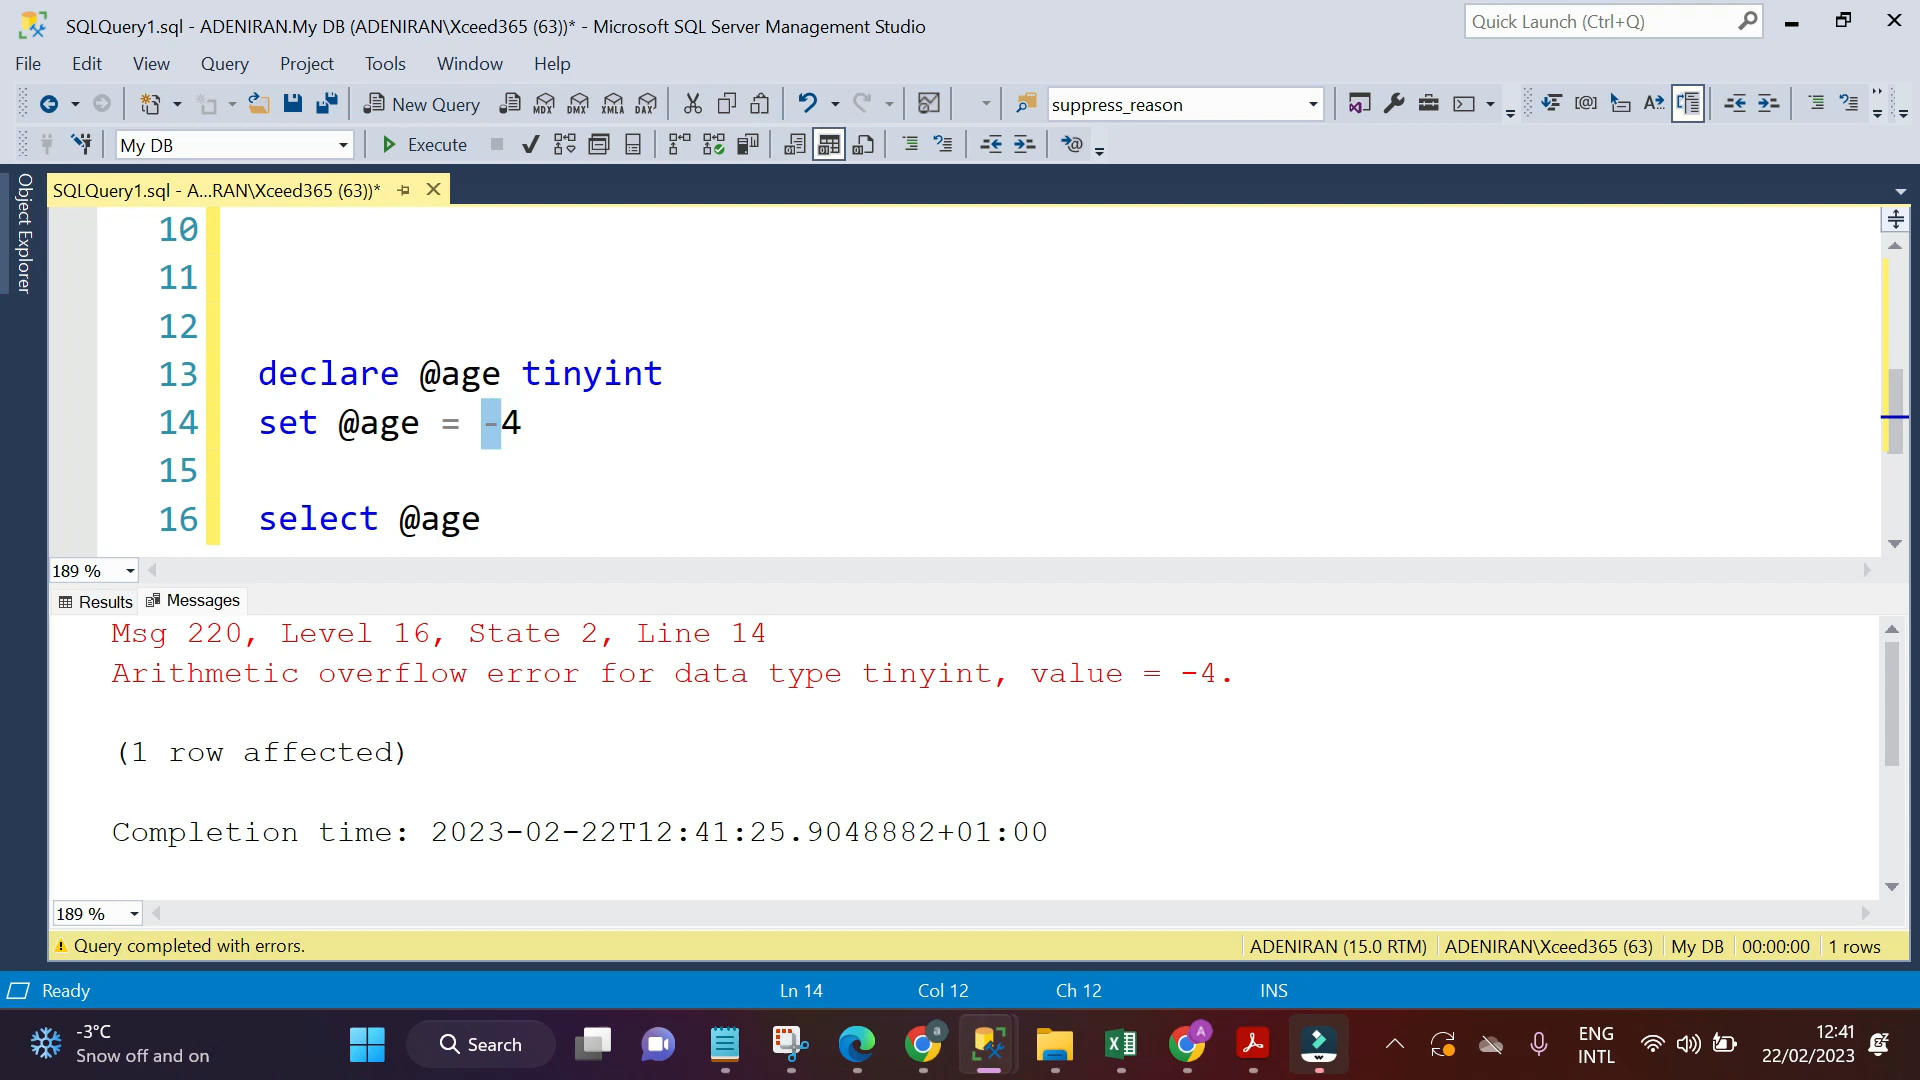 SQLQuery1.sql - ADENIRAN.My DB (ADENIRAN\Xceed365 (63))* - Microsoft SQL Server Management Studio
Quick Launch (Ctrl+Q)
File Edit View Query Project Tools Window Help
New Query MDX DMX XMLA DAX suppress_reason
My DB Execute
Object Explorer
SQLQuery1.sql - A...RAN\Xceed365 (63))*
10
11
12
13 declare @age tinyint
14 set @age = -4
15
16 select @age
189 %
Results Messages
Msg 220, Level 16, State 2, Line 14
Arithmetic overflow error for data type tinyint, value = -4.
(1 row affected)
Completion time: 2023-02-22T12:41:25.9048882+01:00
189 %
Query completed with errors. ADENIRAN (15.0 RTM) ADENIRAN\Xceed365 (63) My DB 00:00:00 1 rows
Ready Ln 14 Col 12 Ch 12 INS
-3°C
Snow off and on
Search
ENG
INTL
12:41
22/02/2023